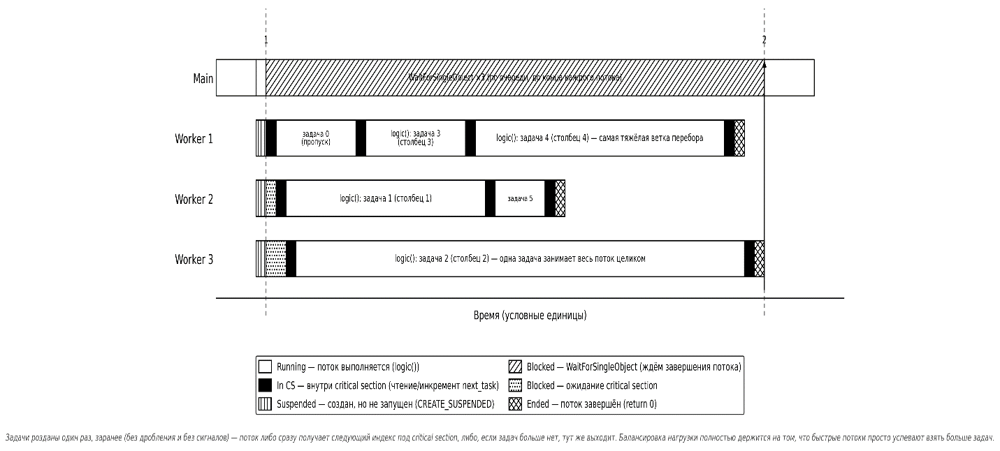 1
2
Main
WaitForSingleObject ×3 (по очереди, до конца каждого потока)
Worker 1
задача 0
(пропуск)
logic(): задача 3
(столбец 3)
logic(): задача 4 (столбец 4) — самая тяжёлая ветка перебора
Worker 2
logic(): задача 1 (столбец 1)
задача 5
Worker 3
logic(): задача 2 (столбец 2) — одна задача занимает весь поток целиком
Время (условные единицы)
Running — поток выполняется (logic())
In CS — внутри critical section (чтение/инкремент next_task)
Suspended — создан, но не запущен (CREATE_SUSPENDED)
Blocked — WaitForSingleObject (ждём завершения потока)
Blocked — ожидание critical section
Ended — поток завершён (return 0)
Задачи розданы один раз, заранее (без дробления и без сигналов) — поток либо сразу получает следующий индекс под critical section, либо, если задач больше нет, тут же выходит. Балансировка нагрузки полностью держится на том, что быстрые потоки просто успевают взять больше задач.